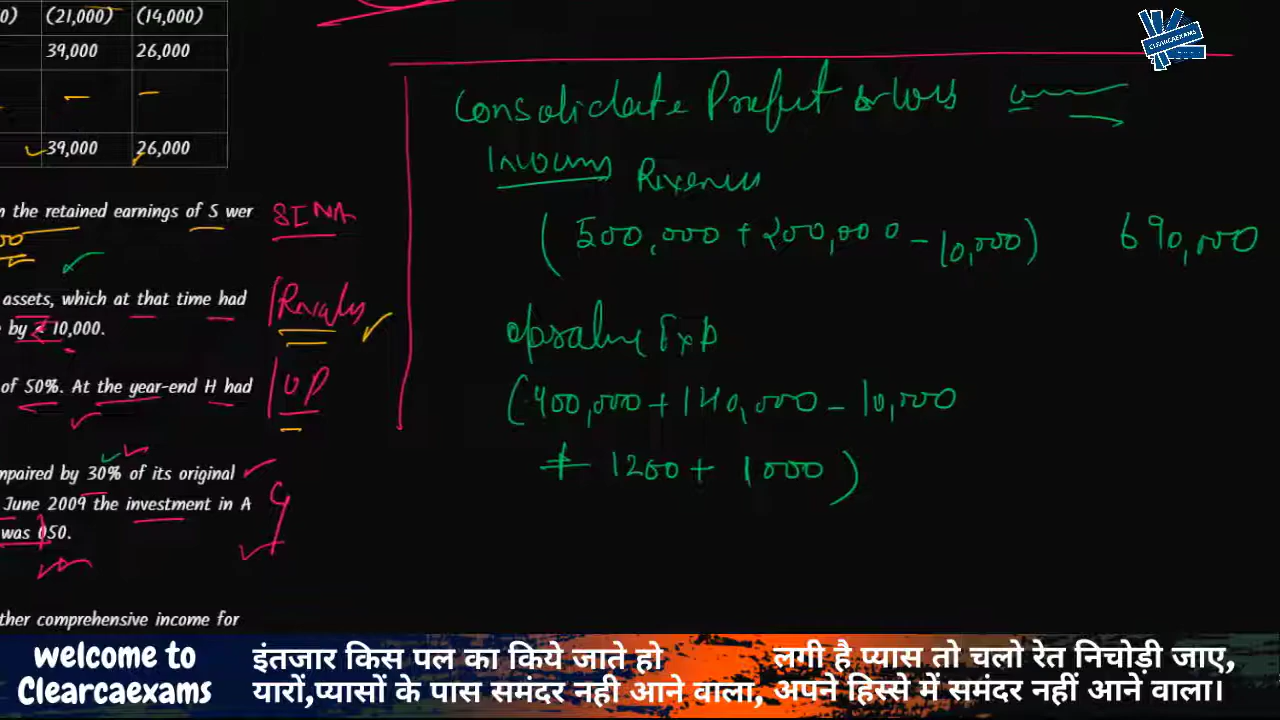 (21,000) (14,000)
39,000 26,000
39,000 26,000
n the retained earnings of S wer
00
assets, which at that time had
e by ₹ 10,000.
of 50%. At the year-end H had
mpaired by 30% of its original
June 2009 the investment in A
was 050.
ther comprehensive income for
SINA
UP
CLEARCAEXAMS
Consolidate Profit or loss
Incoms Revenus
(500,000 + 200,000 - 10,000) 690,000
Exp
(400,000 + 140,000 - 10,000
+ 1200 + 1000)
welcome to
Clearcaexams
इंतजार किस पल का किये जाते हो
यारों,प्यासों के पास समंदर नही आने वाला,
लगी है प्यास तो चलो रेत निचोड़ी जाए,
अपने हिस्से में समंदर नहीं आने वाला।